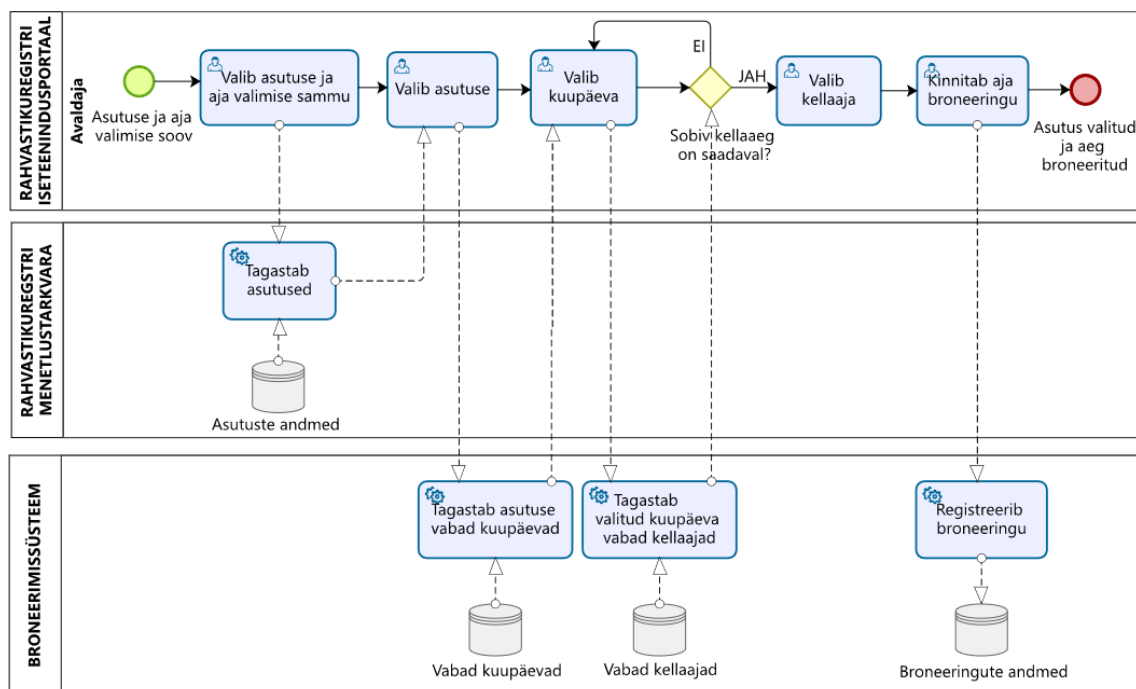 RAHVASTIKUREGISTRI
ISETEENINDUSPORTAAL
Avaldaja
Asutuse ja aja
valimise soov
Valib asutuse ja
aja valimise sammu
Valib asutuse
Valib
kuupäeva
EI
Sobiv kellaaeg
on saadaval?
JAH
Valib
kellaaja
Kinnitab aja
broneeringu
Asutus valitud
ja aeg
broneeritud
RAHVASTIKUREGSTRI
MENETLUSTARKVARA
Tagastab
asutused
Asutuste andmed
BRONEERIMISSÜSTEEM
Tagastab asutuse
vabad kuupäevad
Tagastab
valitud kuupäeva
vabad kellaajad
Registreerib
broneeringu
Vabad kuupäevad
Vabad kellaajad
Broneeringute andmed